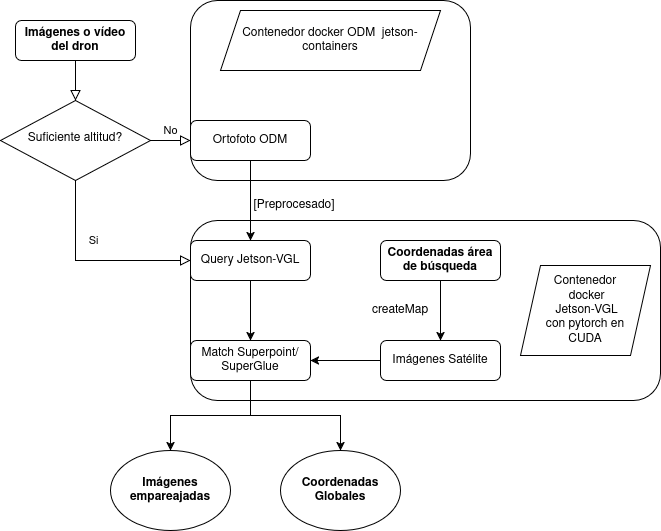 Imágenes o vídeo
del dron
Contenedor docker ODM jetson-
containers
Suficiente altitud?
No
Ortofoto ODM
[Preprocesado]
Si
Query Jetson-VGL
Coordenadas área
de búsqueda
Contenedor
docker
Jetson-VGL
con pytorch en
CUDA
createMap
Match Superpoint/
SuperGlue
Imágenes Satélite
Imágenes
empareajadas
Coordenadas
Globales